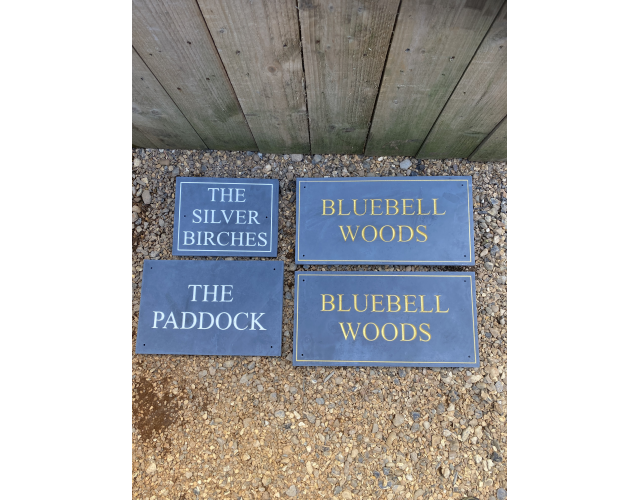 THE
SILVER
BIRCHES
BLUEBELL
WOODS
THE
PADDOCK
BLUEBELL
WOODS